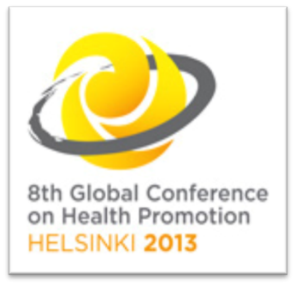 8th Global Conference
on Health Promotion
HELSINKI 2013